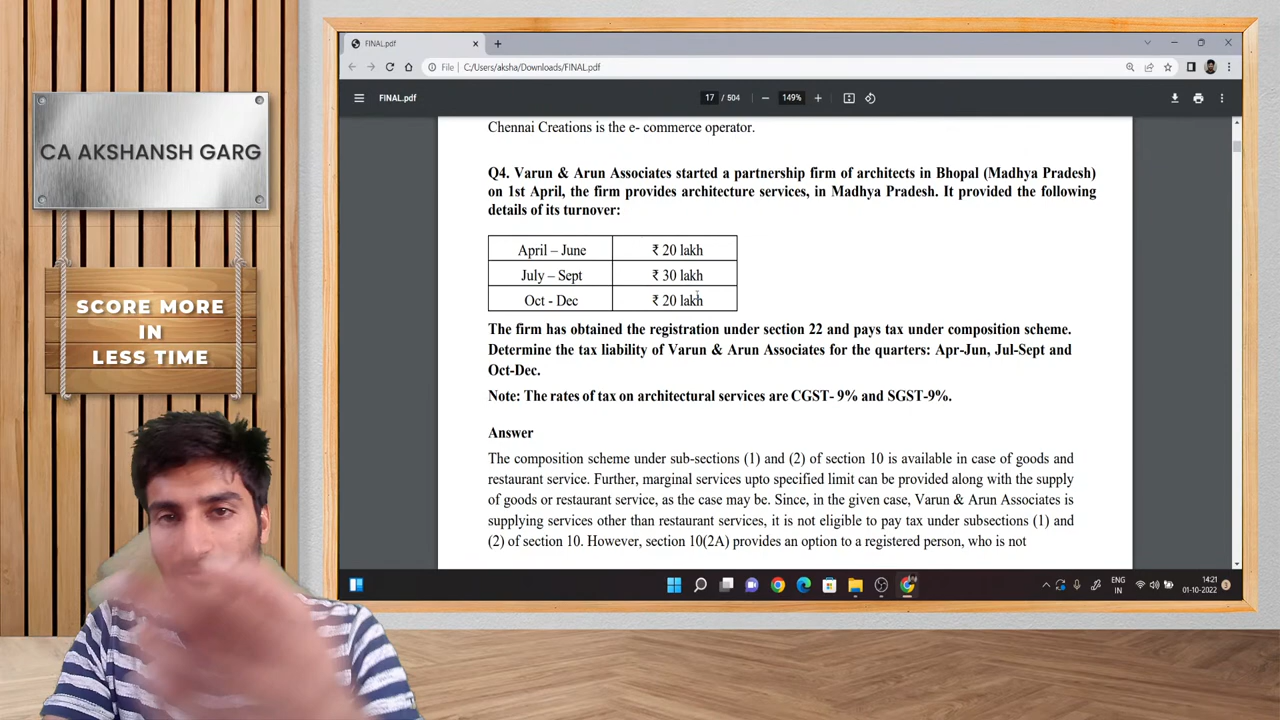 CA AKSHANSH GARG
SCORE MORE
IN
LESS TIME
FINAL.pdf
File
C:/Users/aksha/Downloads/FINAL.pdf
FINAL.pdf
17 / 504
149%
Chennai Creations is the e- commerce operator.
Q4. Varun & Arun Associates started a partnership firm of architects in Bhopal (Madhya Pradesh)
on 1st April, the firm provides architecture services, in Madhya Pradesh. It provided the following
details of its turnover:
April – June ₹ 20 lakh
July – Sept ₹ 30 lakh
Oct - Dec ₹ 20 lakh
The firm has obtained the registration under section 22 and pays tax under composition scheme.
Determine the tax liability of Varun & Arun Associates for the quarters: Apr-Jun, Jul-Sept and
Oct-Dec.
Note: The rates of tax on architectural services are CGST- 9% and SGST-9%.
Answer
The composition scheme under sub-sections (1) and (2) of section 10 is available in case of goods and
restaurant service. Further, marginal services upto specified limit can be provided along with the supply
of goods or restaurant service, as the case may be. Since, in the given case, Varun & Arun Associates is
supplying services other than restaurant services, it is not eligible to pay tax under subsections (1) and
(2) of section 10. However, section 10(2A) provides an option to a registered person, who is not
ENG
IN
14:21
01-10-2022